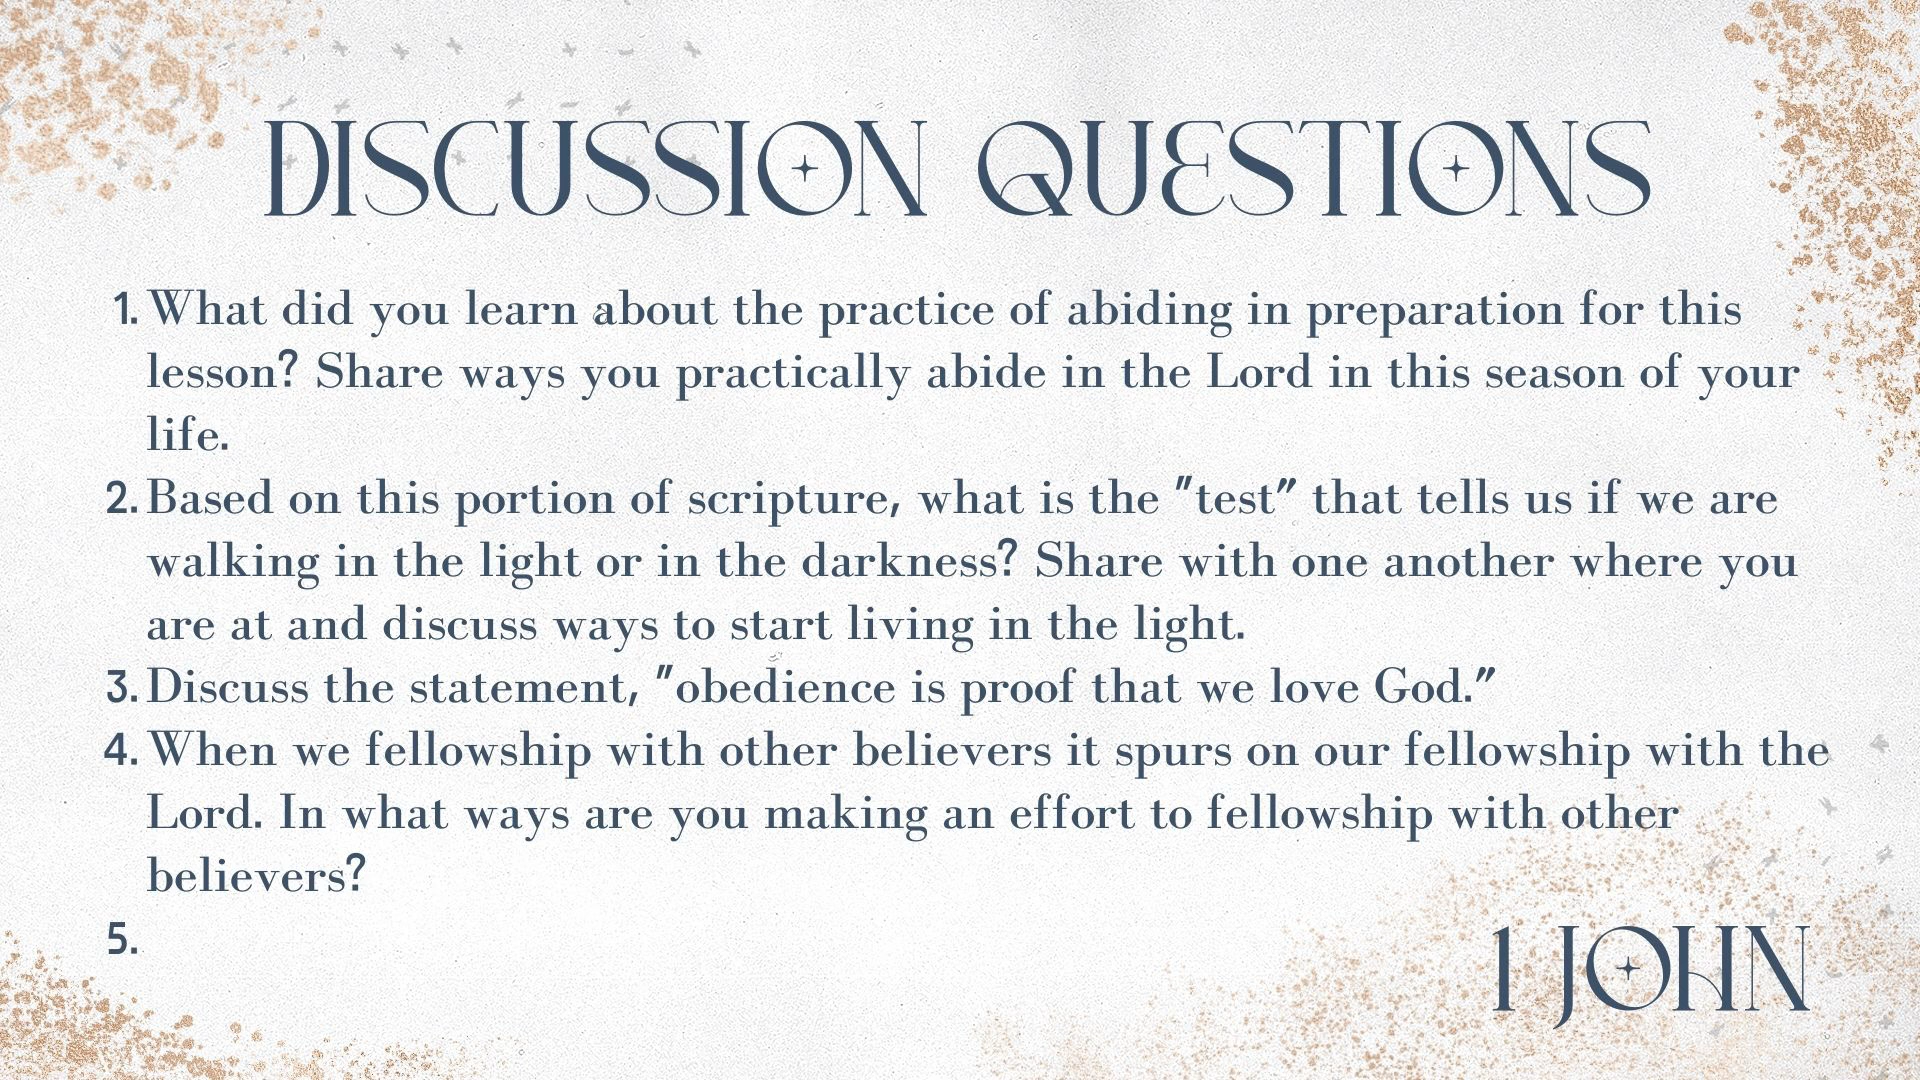 DISCUSSION QUESTIONS
1. What did you learn about the practice of abiding in preparation for this
lesson? Share ways you practically abide in the Lord in this season of your
life.
2. Based on this portion of scripture, what is the "test" that tells us if we are
walking in the light or in the darkness? Share with one another where you
are at and discuss ways to start living in the light.
3. Discuss the statement, "obedience is proof that we love God."
4. When we fellowship with other believers it spurs on our fellowship with the
Lord. In what ways are you making an effort to fellowship with other
believers?
5.
1 JOHN